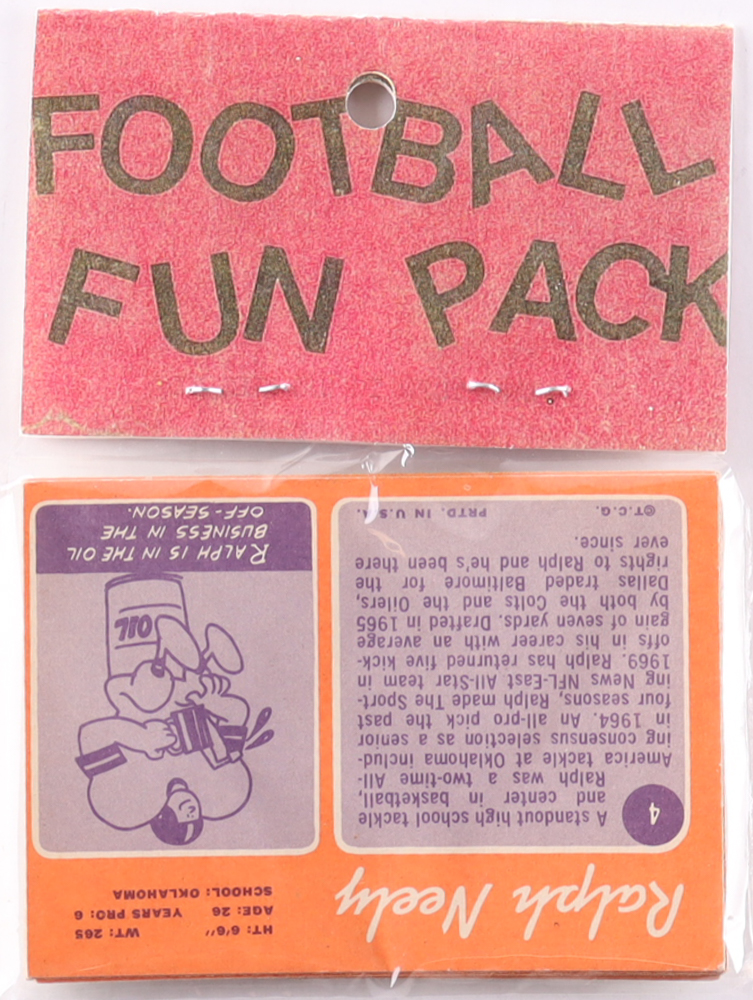 FOOTBALL
FUN PACK
Ralph Neely
HT: 6'6" WT: 265
AGE: 26 YEARS PRO: 6
SCHOOL: OKLAHOMA
4
A standout high school tackle
and center in basketball,
Ralph was a two-time All-
America tackle at Oklahoma includ-
ing consensus selection as a senior
in 1964. An all-pro pick the past
four seasons, Ralph made The Sport-
ing News NFL-East All-Star team in
1969. Ralph has returned five kick-
offs in his career with an average
gain of seven yards. Drafted in 1965
by both the Colts and the Oilers,
Dallas traded Baltimore for the
rights to Ralph and he's been there
ever since.
©T.C.G. PRTD. IN U.S.A.
OIL
RALPH IS IN THE OIL
BUSINESS IN THE
OFF-SEASON.